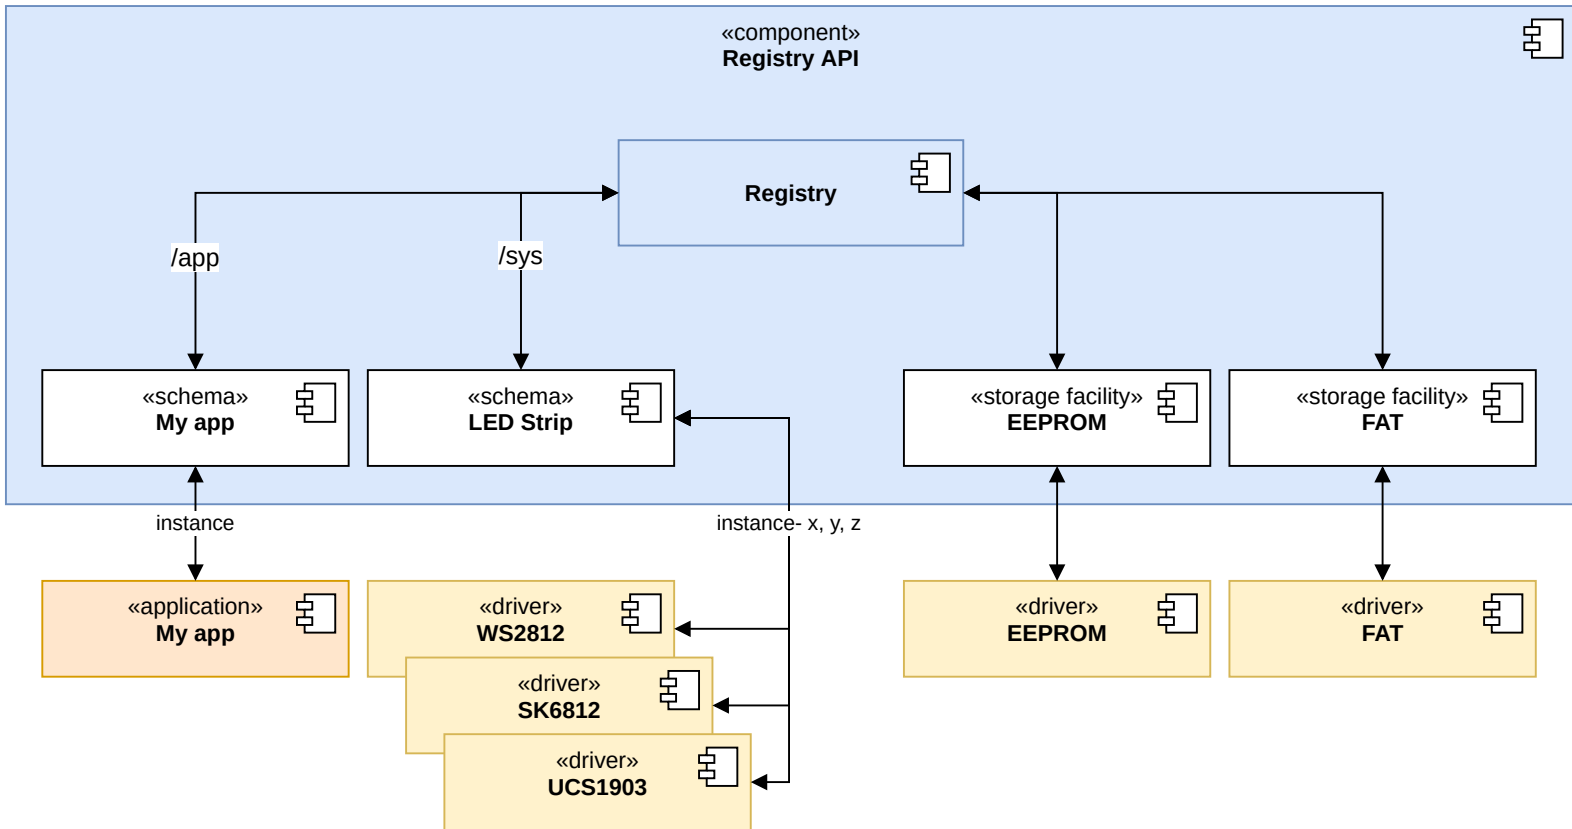 «component»
Registry API
Registry
/app
/sys
«schema»
My app
«schema»
LED Strip
«storage facility»
EEPROM
«storage facility»
FAT
instance
instance- x, y, z
«application»
My app
«driver»
WS2812
«driver»
SK6812
«driver»
UCS1903
«driver»
EEPROM
«driver»
FAT